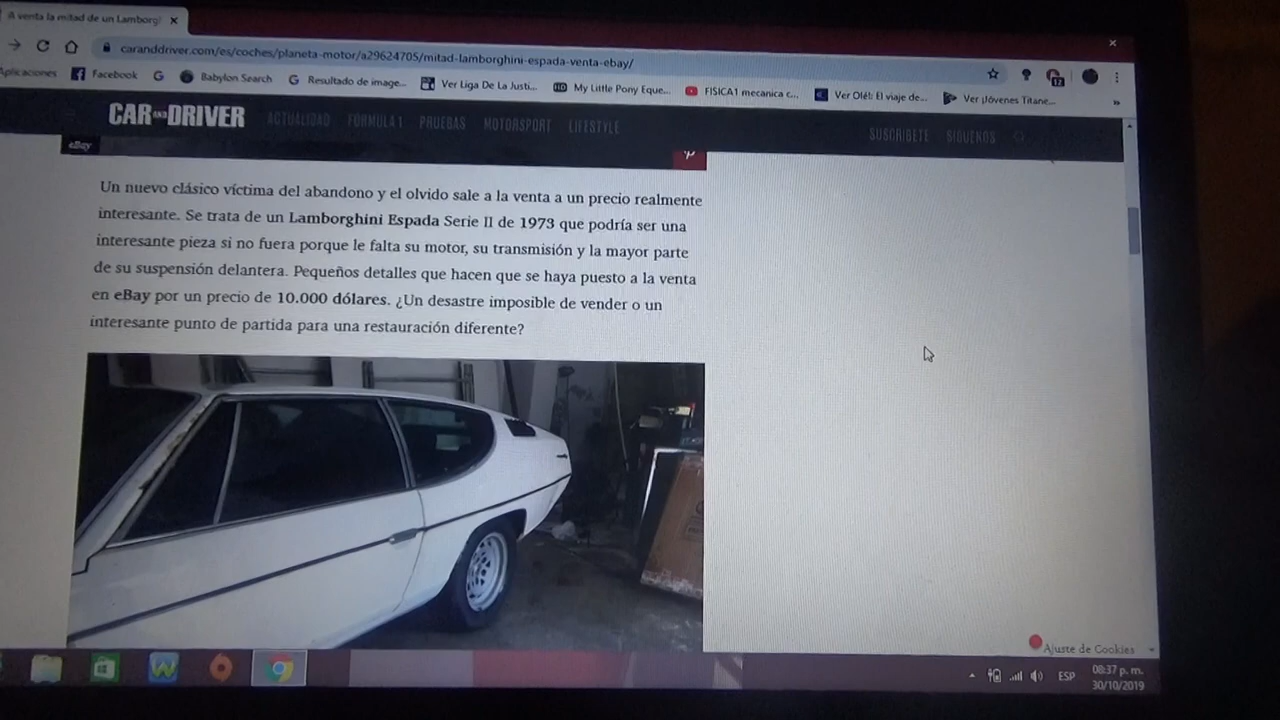 A venta la mitad de un Lamborg
caranddriver.com/es/coches/planeta-motor/a29624705/mitad-lamborghini-espada-venta-ebay/
Aplicaciones Facebook Babylon Search Resultado de image... Ver Liga De La Justi... My Little Pony Eque... FISICA1 mecanica c... Ver Olé!: El viaje de... Ver ¡Jóvenes Titane... »
CAR AND DRIVER ACTUALIDAD FÓRMULA 1 PRUEBAS MOTORSPORT LIFESTYLE SUSCRÍBETE SÍGUENOS
eBay
Un nuevo clásico víctima del abandono y el olvido sale a la venta a un precio realmente
interesante. Se trata de un Lamborghini Espada Serie II de 1973 que podría ser una
interesante pieza si no fuera porque le falta su motor, su transmisión y la mayor parte
de su suspensión delantera. Pequeños detalles que hacen que se haya puesto a la venta
en eBay por un precio de 10.000 dólares. ¿Un desastre imposible de vender o un
interesante punto de partida para una restauración diferente?
Ajuste de Cookies
ESP 08:37 p. m.
30/10/2019